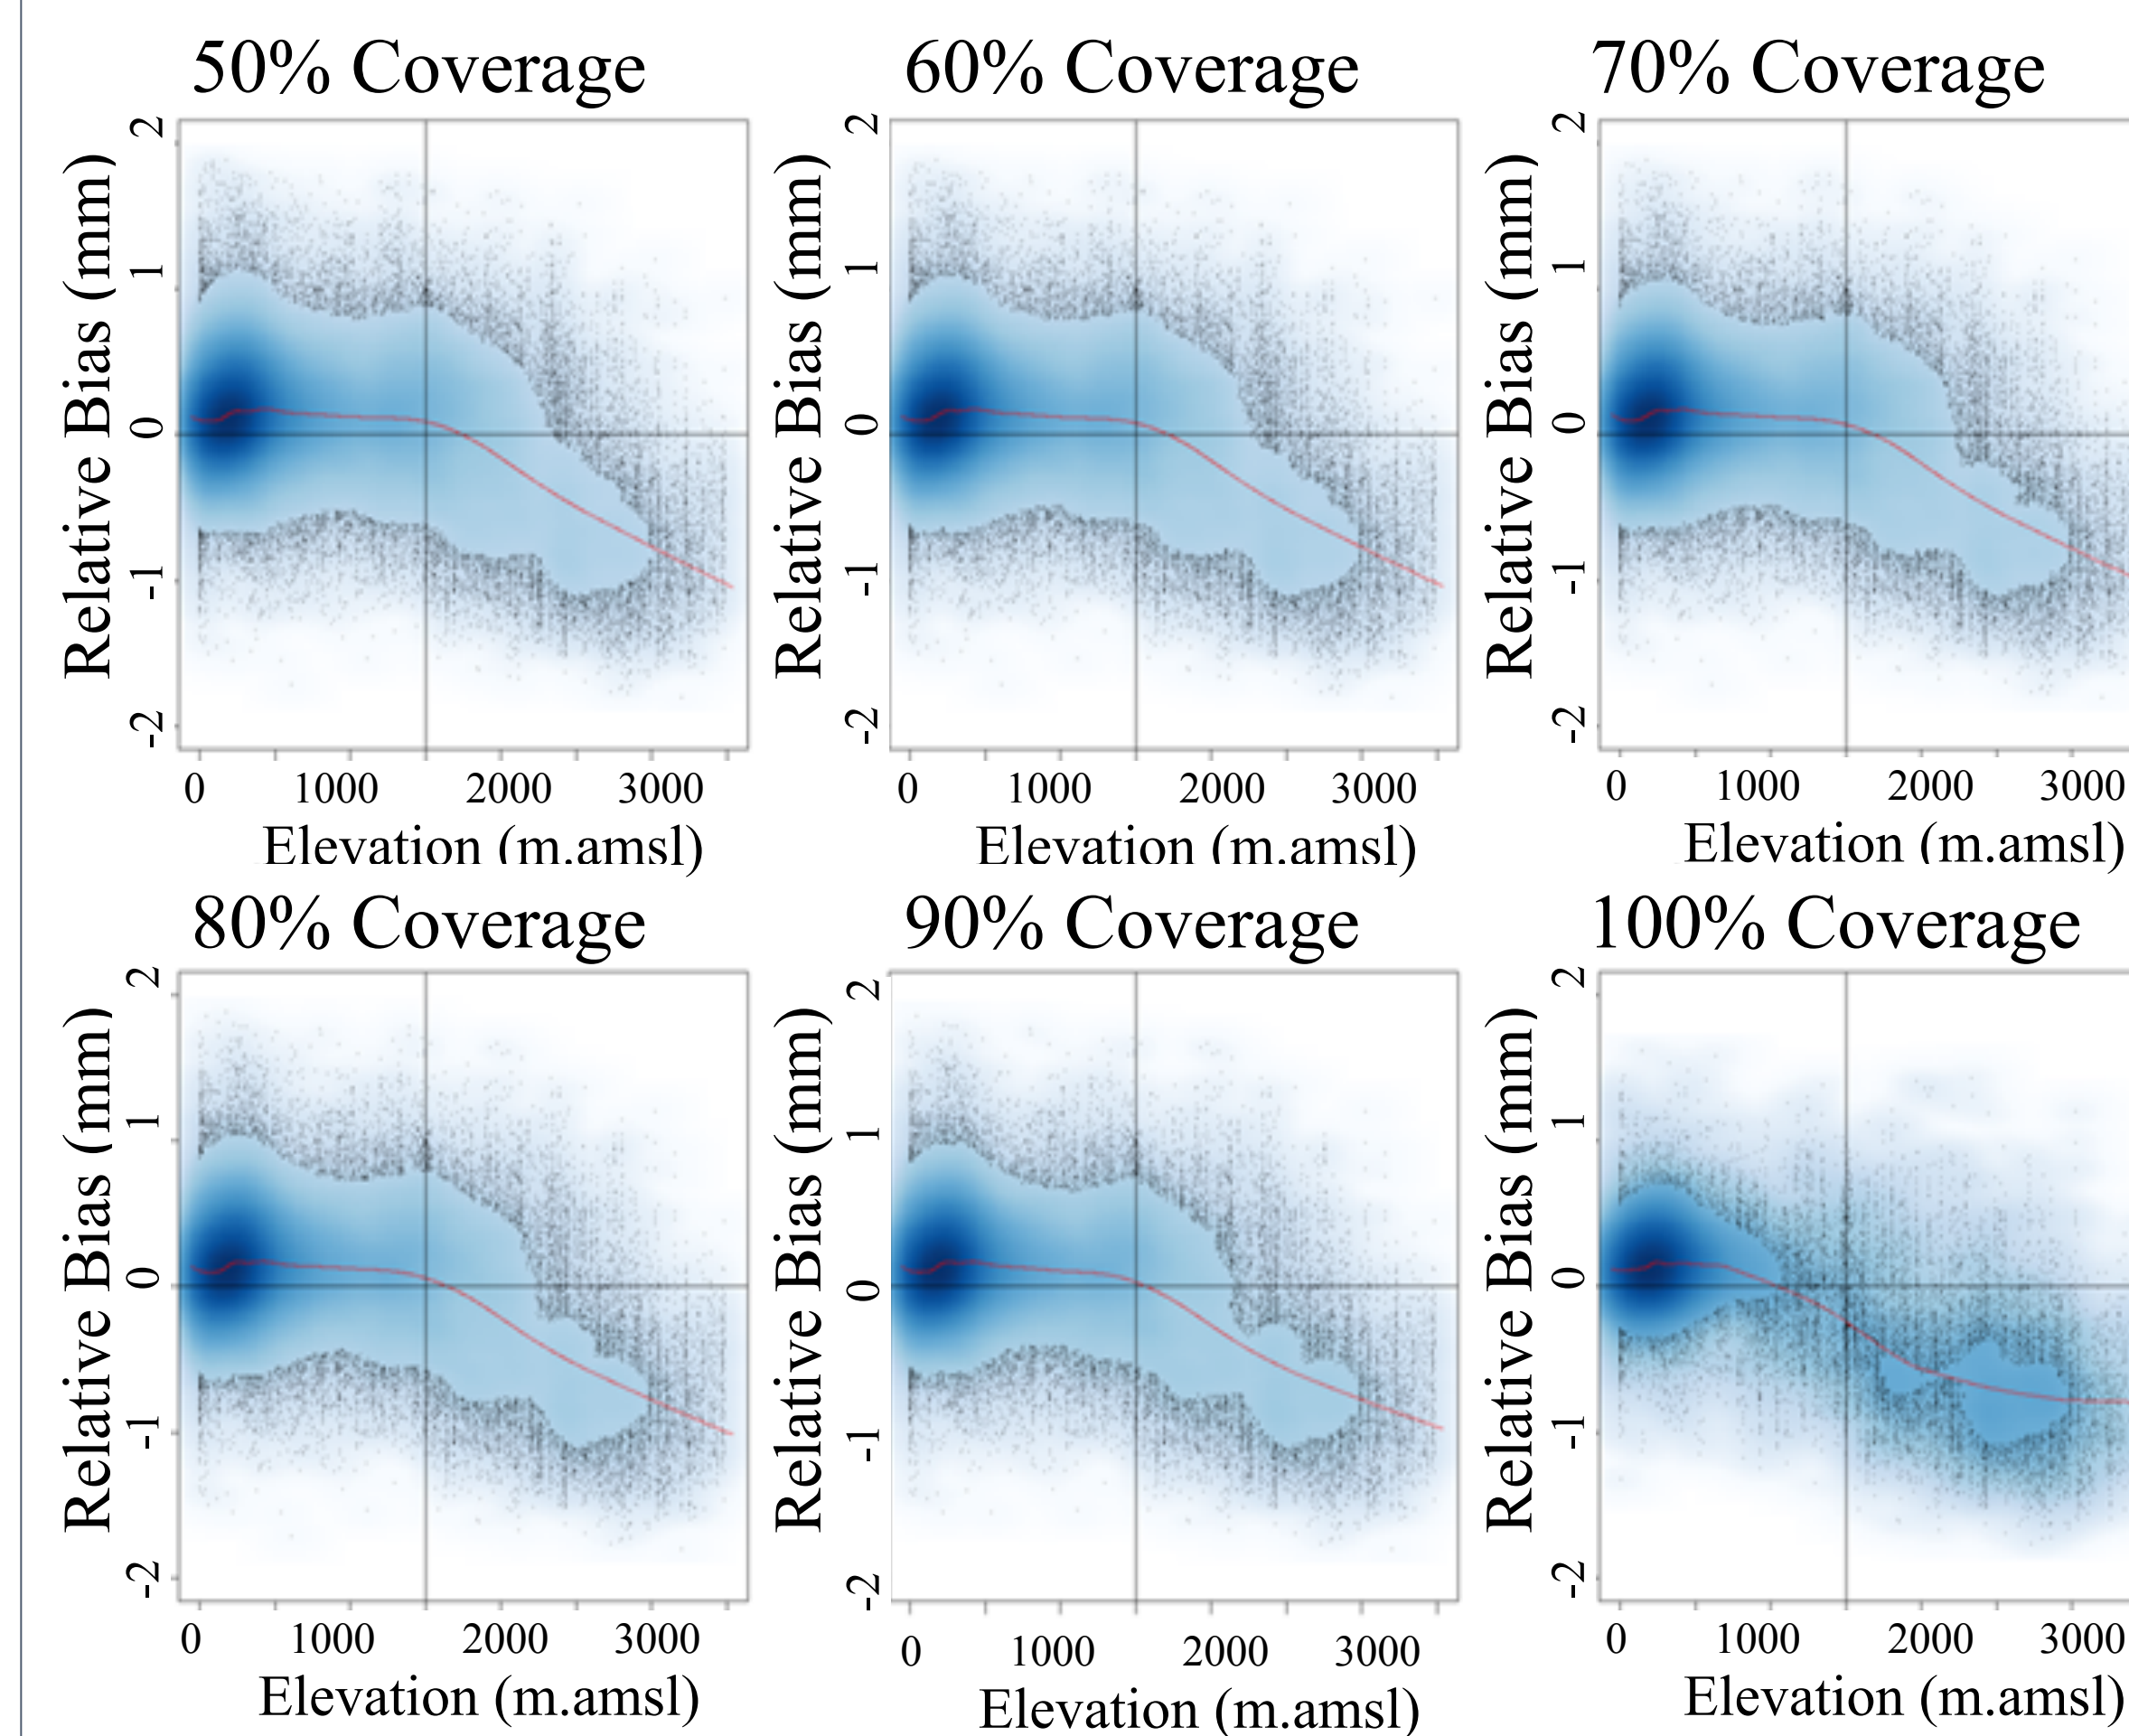 50% Coverage
60% Coverage
70% Coverage
Relative Bias (mm)
2
1
0
-1
-2
0 1000 2000 3000
Elevation (m.amsl)
Relative Bias (mm)
2
1
0
-1
-2
0 1000 2000 3000
Elevation (m.amsl)
Relative Bias (mm)
2
1
0
-1
-2
0 1000 2000 3000
Elevation (m.amsl)
80% Coverage
90% Coverage
100% Coverage
Relative Bias (mm)
2
1
0
-1
-2
0 1000 2000 3000
Elevation (m.amsl)
Relative Bias (mm)
2
1
0
-1
-2
0 1000 2000 3000
Elevation (m.amsl)
Relative Bias (mm)
2
1
0
-1
-2
0 1000 2000 3000
Elevation (m.amsl)